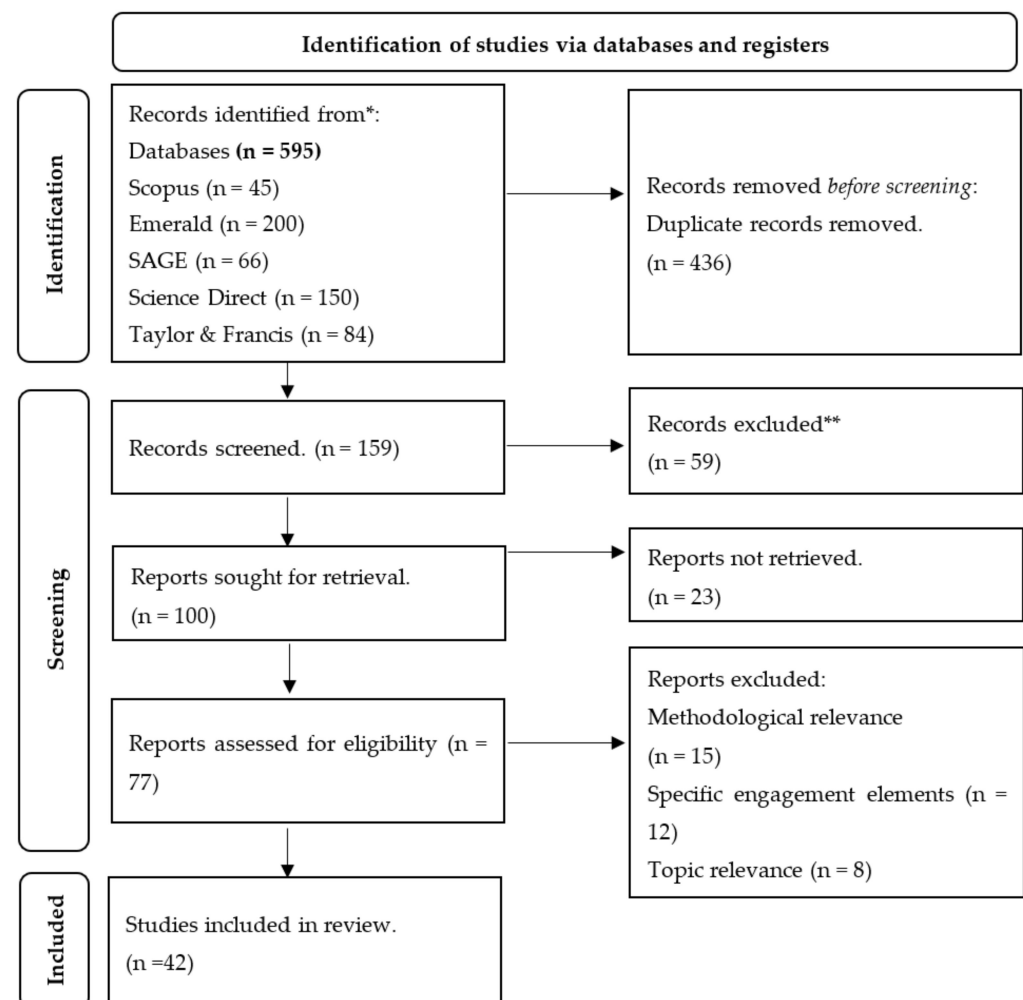 Identification of studies via databases and registers
Identification
Records identified from*:
Databases (n = 595)
Scopus (n = 45)
Emerald (n = 200)
SAGE (n = 66)
Science Direct (n = 150)
Taylor & Francis (n = 84)
Records removed before screening:
Duplicate records removed.
(n = 436)
Screening
Records screened. (n = 159)
Records excluded**
(n = 59)
Reports sought for retrieval.
(n = 100)
Reports not retrieved.
(n = 23)
Reports assessed for eligibility (n =
77)
Reports excluded:
Methodological relevance
(n = 15)
Specific engagement elements (n =
12)
Topic relevance (n = 8)
Included
Studies included in review.
(n =42)